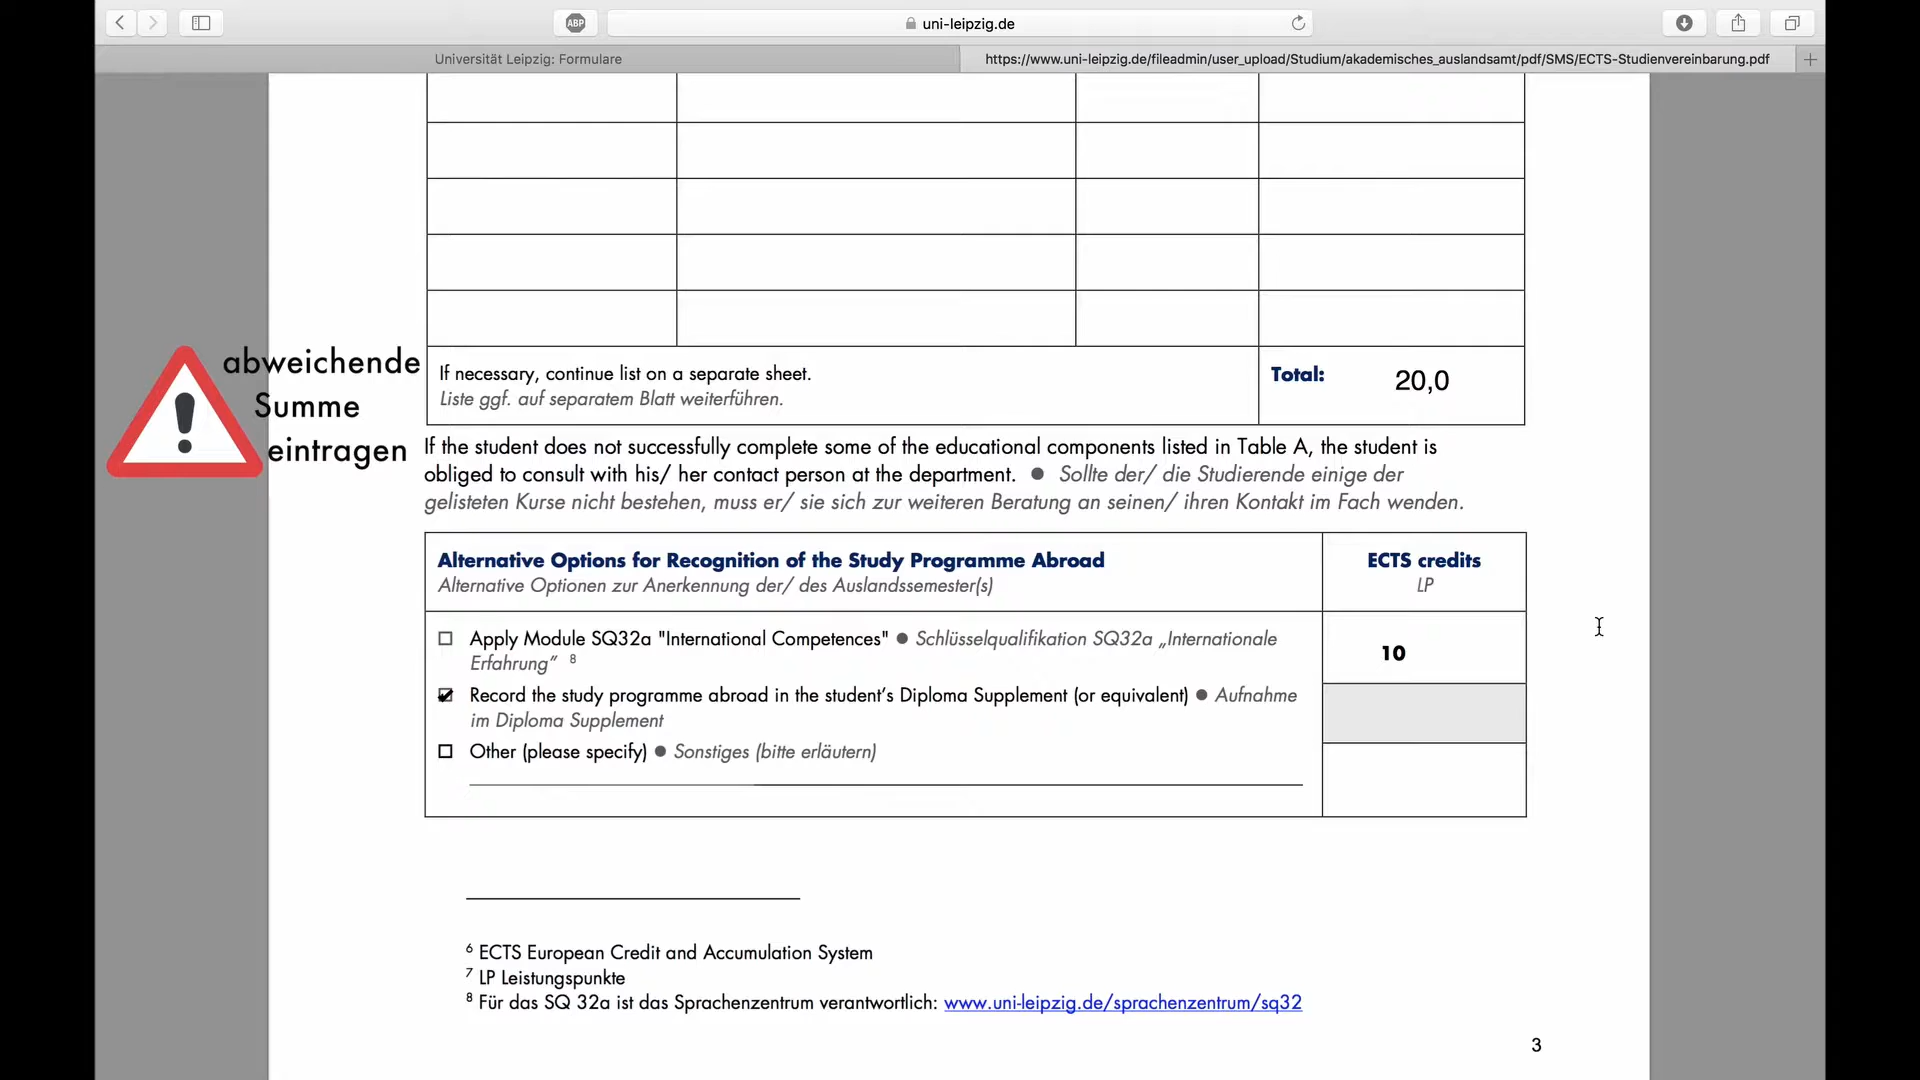 ABP
uni-leipzig.de
Universität Leipzig: Formulare
https://www.uni-leipzig.de/fileadmin/user_upload/Studium/akademisches_auslandsamt/pdf/SMS/ECTS-Studienvereinbarung.pdf
abweichende
Summe
eintragen
If necessary, continue list on a separate sheet.
Liste ggf. auf separatem Blatt weiterführen.
Total: 20,0
If the student does not successfully complete some of the educational components listed in Table A, the student is
obliged to consult with his/ her contact person at the department. ● Sollte der/ die Studierende einige der
gelisteten Kurse nicht bestehen, muss er/ sie sich zur weiteren Beratung an seinen/ ihren Kontakt im Fach wenden.
Alternative Options for Recognition of the Study Programme Abroad
Alternative Optionen zur Anerkennung der/ des Auslandssemester(s)
ECTS credits
LP
Apply Module SQ32a "International Competences" ● Schlüsselqualifikation SQ32a „Internationale
Erfahrung" 8
10
Record the study programme abroad in the student's Diploma Supplement (or equivalent) ● Aufnahme
im Diploma Supplement
Other (please specify) ● Sonstiges (bitte erläutern)
6 ECTS European Credit and Accumulation System
7 LP Leistungspunkte
8 Für das SQ 32a ist das Sprachenzentrum verantwortlich: www.uni-leipzig.de/sprachenzentrum/sq32
3